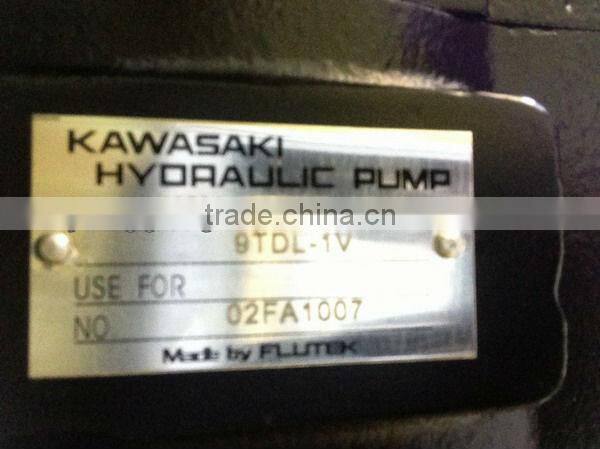 KAWASAKI
HYDRAULIC PUMP
trade.china.cn
9TDL-1V
USE FOR
NO 02FA1007
Made by FLUTEK